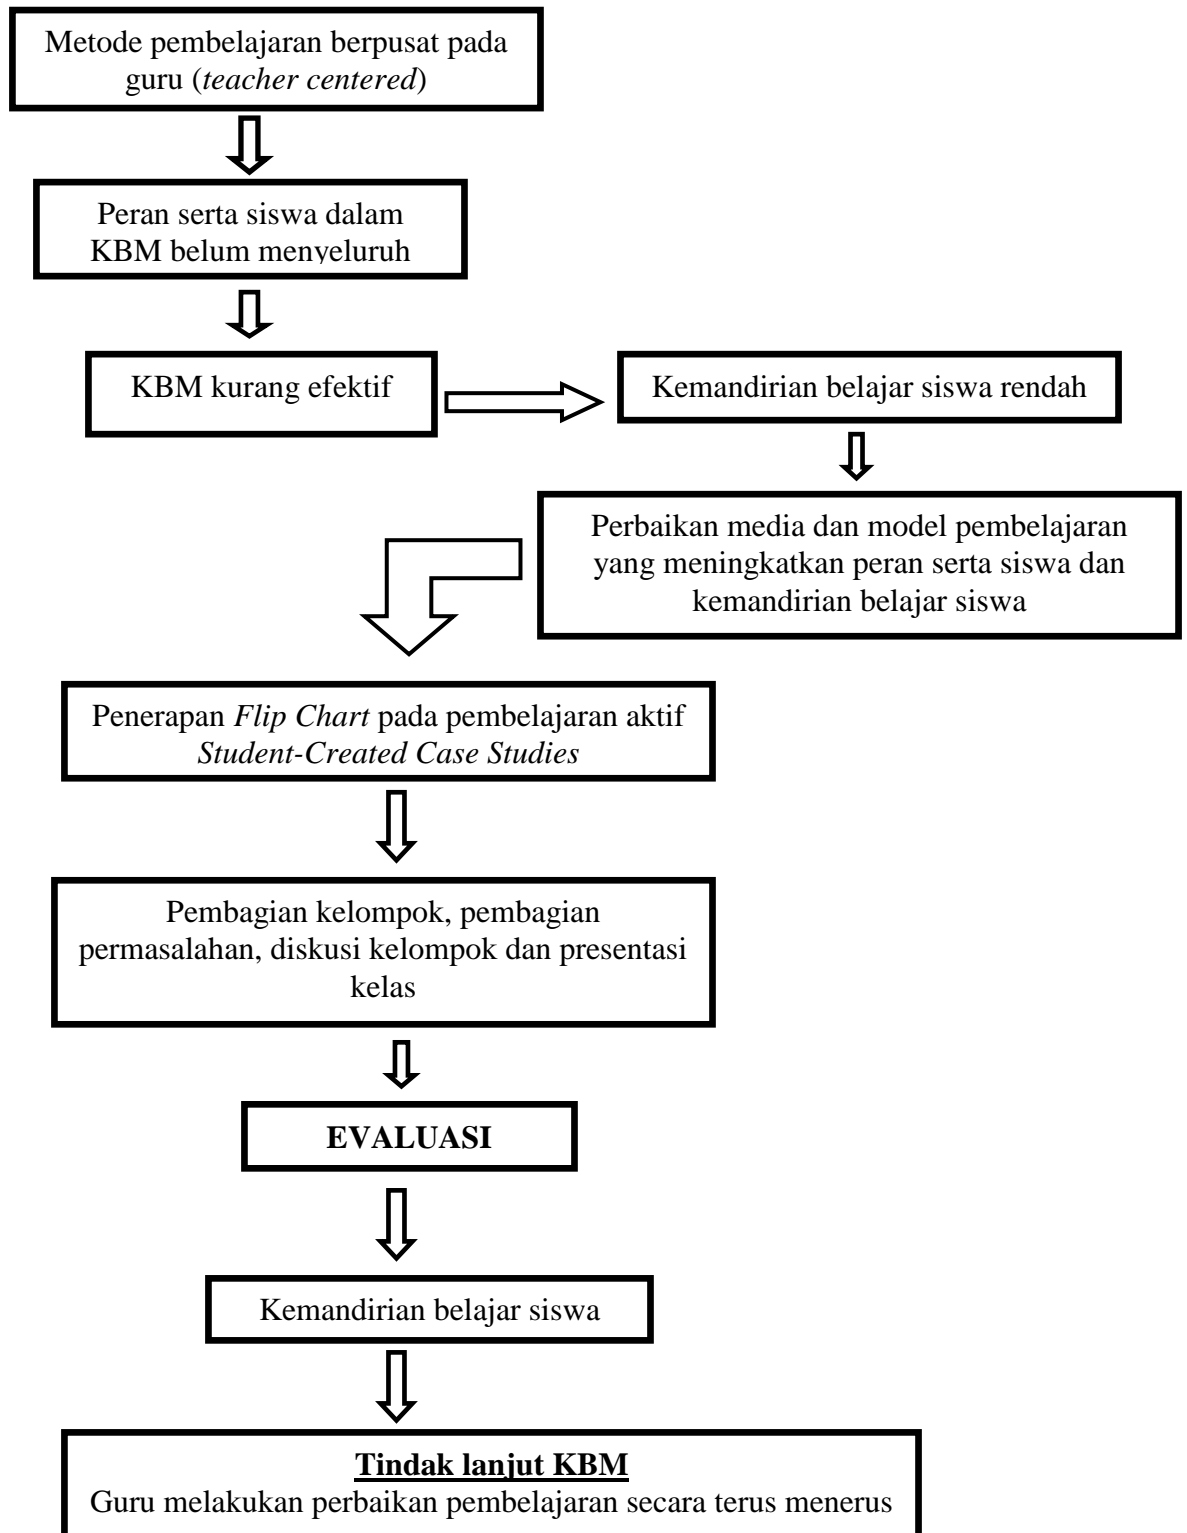 Metode pembelajaran berpusat pada
guru (teacher centered)
Peran serta siswa dalam
KBM belum menyeluruh
KBM kurang efektif
Kemandirian belajar siswa rendah
Perbaikan media dan model pembelajaran
yang meningkatkan peran serta siswa dan
kemandirian belajar siswa
Penerapan Flip Chart pada pembelajaran aktif
Student-Created Case Studies
Pembagian kelompok, pembagian
permasalahan, diskusi kelompok dan presentasi
kelas
EVALUASI
Kemandirian belajar siswa
Tindak lanjut KBM
Guru melakukan perbaikan pembelajaran secara terus menerus